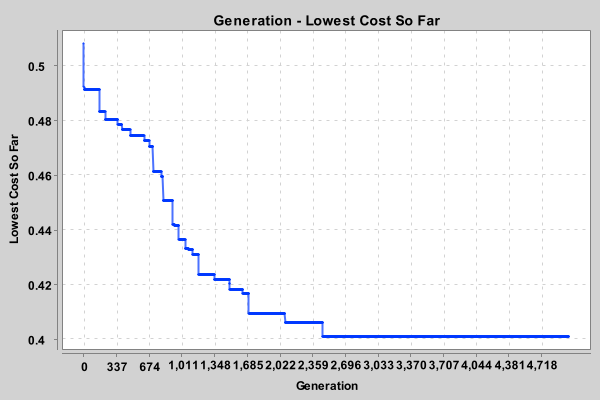 Generation - Lowest Cost So Far
Lowest Cost So Far
0.5
0.48
0.46
0.44
0.42
0.4
0 337 674 1,011 1,348 1,685 2,022 2,359 2,696 3,033 3,370 3,707 4,044 4,381 4,718
Generation